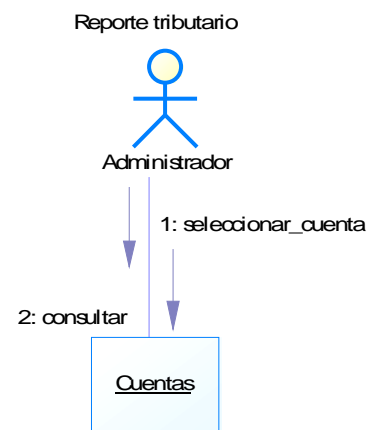 Reporte tributario
Administrador
1: seleccionar_cuenta
2: consultar
Cuentas